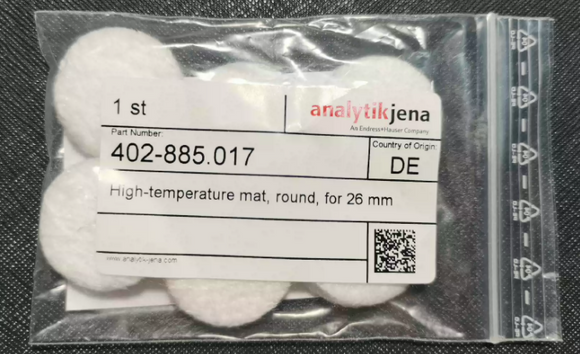 1 st
analytikjena
An Endress+Hauser Company
Part Number:
402-885.017
Country of Origin:
DE
High-temperature mat, round, for 26 mm
www.analytik-jena.com